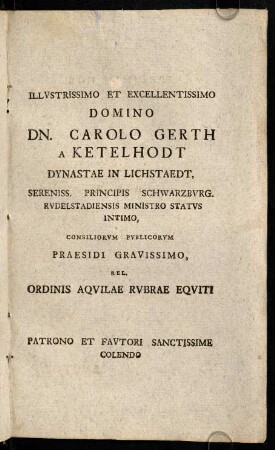 ILLVSTRISSIMO ET EXCELLENTISSIMO
DOMINO
DN. CAROLO GERTH
A KETELHODT
DYNASTAE IN LICHSTAEDT,
SERENISS. PRINCIPIS SCHWARZBVRG.
RVDELSTADIENSIS MINISTRO STATVS
INTIMO,
CONSILIORVM PVBLICORVM
PRAESIDI GRAVISSIMO,
REL.
ORDINIS AQVILAE RVBRAE EQVITI
PATRONO ET FAVTORI SANCTISSIME
COLENDO